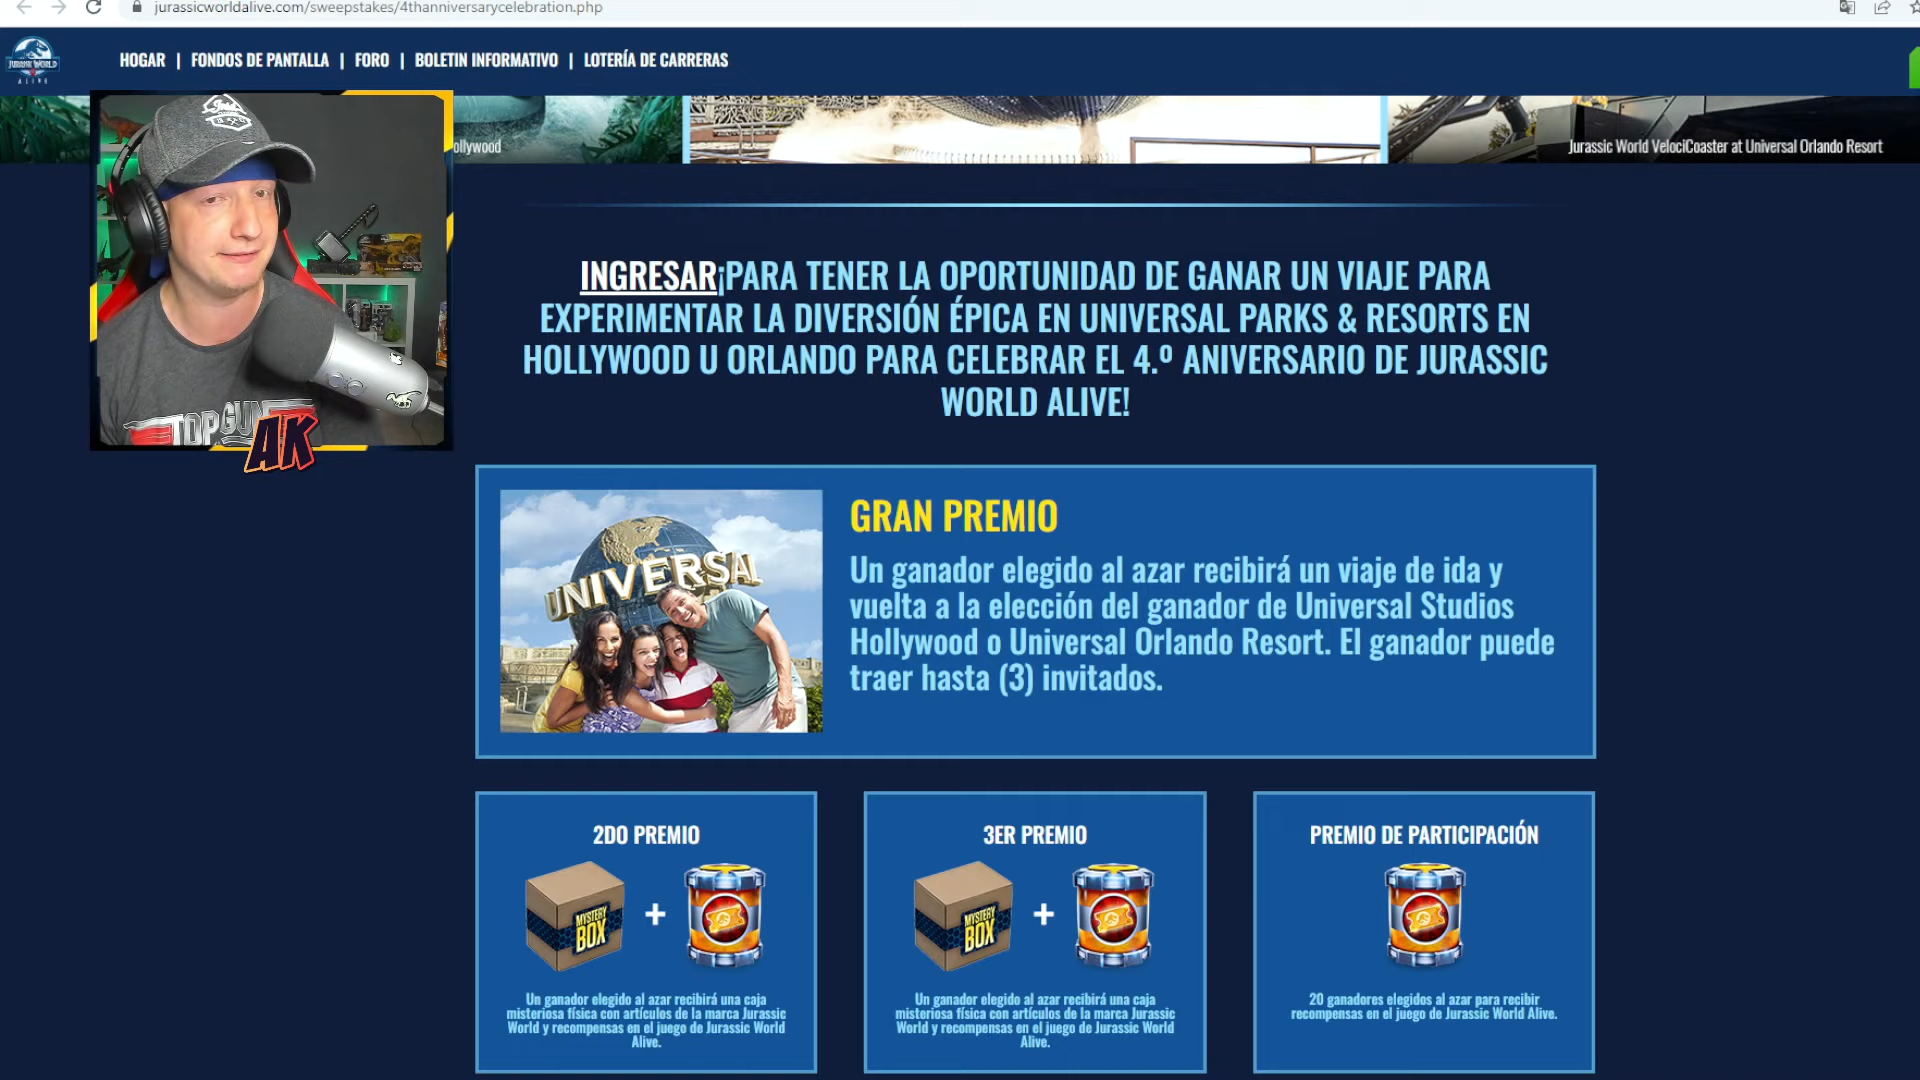 jurassicworldalive.com/sweepstakes/4thanniversarycelebration.php
JURASSIC WORLD
ALIVE
HOGAR | FONDOS DE PANTALLA | FORO | BOLETIN INFORMATIVO | LOTERÍA DE CARRERAS
ollywood
Jurassic World VelociCoaster at Universal Orlando Resort
TOP GUN
AK
INGRESAR¡PARA TENER LA OPORTUNIDAD DE GANAR UN VIAJE PARA
EXPERIMENTAR LA DIVERSIÓN ÉPICA EN UNIVERSAL PARKS & RESORTS EN
HOLLYWOOD U ORLANDO PARA CELEBRAR EL 4.º ANIVERSARIO DE JURASSIC
WORLD ALIVE!
UNIVERSAL
GRAN PREMIO
Un ganador elegido al azar recibirá un viaje de ida y
vuelta a la elección del ganador de Universal Studios
Hollywood o Universal Orlando Resort. El ganador puede
traer hasta (3) invitados.
2DO PREMIO
MYSTERY
BOX
+
Un ganador elegido al azar recibirá una caja
misteriosa física con artículos de la marca Jurassic
World y recompensas en el juego de Jurassic World
Alive.
3ER PREMIO
MYSTERY
BOX
+
Un ganador elegido al azar recibirá una caja
misteriosa física con artículos de la marca Jurassic
World y recompensas en el juego de Jurassic World
Alive.
PREMIO DE PARTICIPACIÓN
20 ganadores elegidos al azar para recibir
recompensas en el juego de Jurassic World Alive.